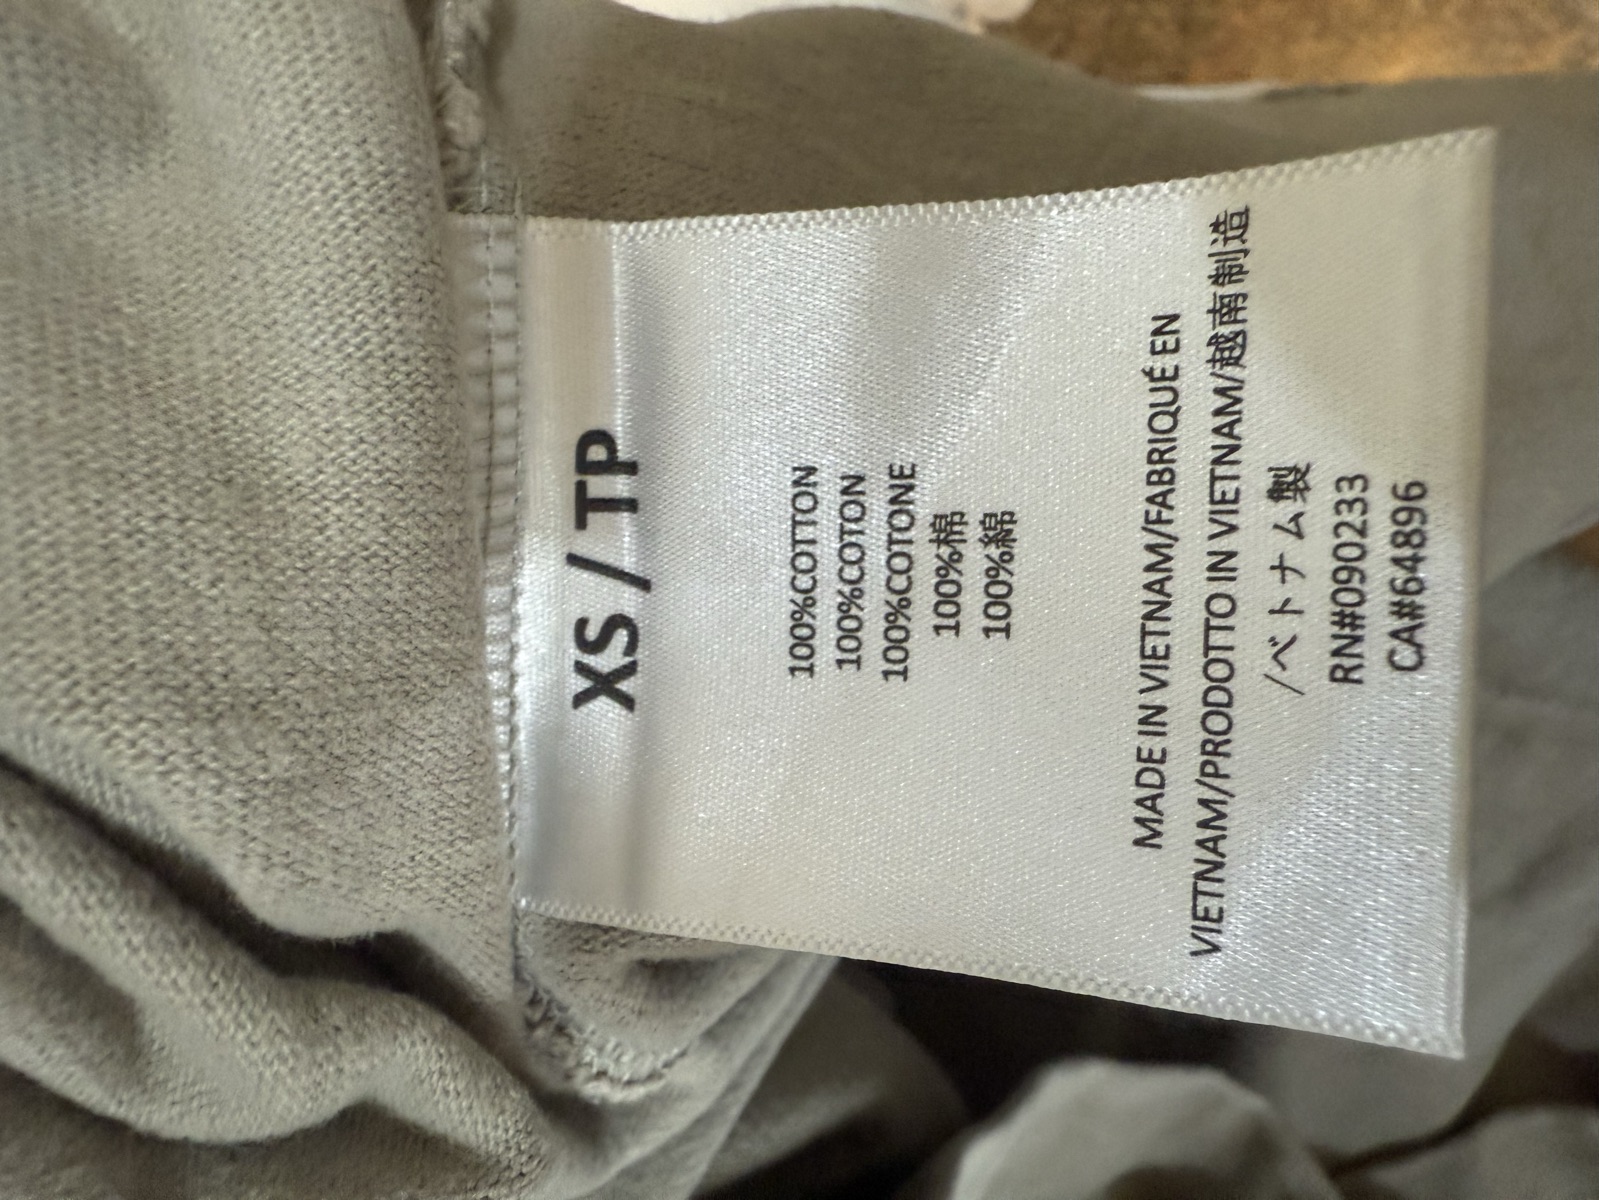 XS / TP
100%COTTON
100%COTON
100%COTONE
100%棉
100%綿
MADE IN VIETNAM/FABRIQUÉ EN
VIETNAM/PRODOTTO IN VIETNAM/越南制造
/ベトナム製
RN#090233
CA#64896